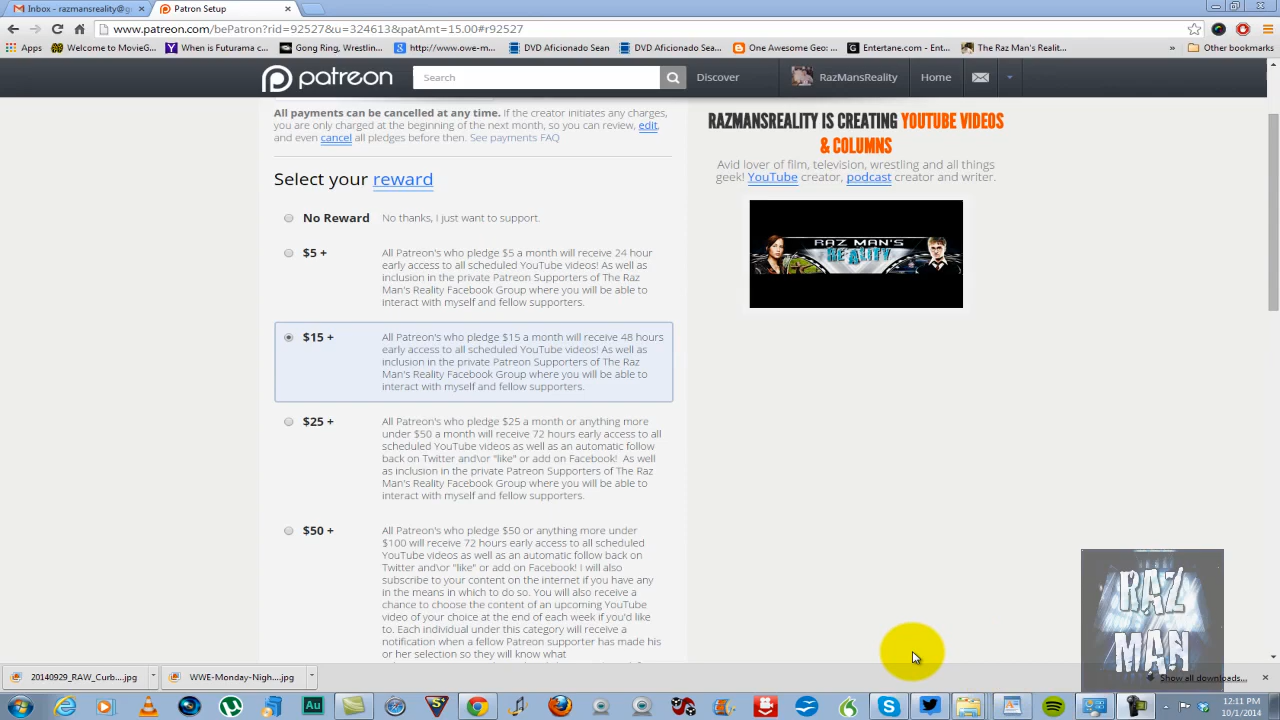 Inbox - razmansreality@g
Patron Setup
www.patreon.com/bePatron?rid=92527&u=324613&patAmt=15.00#r92527
Apps
Welcome to MovieG...
When is Futurama c...
Gong Ring, Wrestlin...
http://www.owe-m...
DVD Aficionado Sean
DVD Aficionado Sean
One Awesome Geo: ...
Entertane.com - Ent...
The Raz Man's Realit...
»
Other bookmarks
patreon
Search
Discover
RazMansReality
Home
All payments can be cancelled at any time. If the creator initiates any charges,
you are only charged at the beginning of the next month, so you can review, edit,
and even cancel all pledges before then. See payments FAQ
Select your reward
No Reward No thanks, I just want to support.
$5 + All Patreon's who pledge $5 a month will receive 24 hour
early access to all scheduled YouTube videos! As well as
inclusion in the private Patreon Supporters of The Raz
Man's Reality Facebook Group where you will be able to
interact with myself and fellow supporters.
$15 + All Patreon's who pledge $15 a month will receive 48 hours
early access to all scheduled YouTube videos! As well as
inclusion in the private Patreon Supporters of The Raz
Man's Reality Facebook Group where you will be able to
interact with myself and fellow supporters.
$25 + All Patreon's who pledge $25 a month or anything more
under $50 a month will receive 72 hours early access to all
scheduled YouTube videos as well as an automatic follow
back on Twitter and\or "like" or add on Facebook! As well
as inclusion in the private Patreon Supporters of The Raz
Man's Reality Facebook Group where you will be able to
interact with myself and fellow supporters.
$50 + All Patreon's who pledge $50 or anything more under
$100 will receive 72 hours early access to all scheduled
YouTube videos as well as an automatic follow back on
Twitter and\or "like" or add on Facebook! I will also
subscribe to your content on the internet if you have any
in the means in which to do so. You will also receive a
chance to choose the content of an upcoming YouTube
video of your choice at the end of each week if you'd like
to. Each individual under this category will receive a
notification when a fellow Patreon supporter has made his
or her selection so they will know what
RAZMANSREALITY IS CREATING YOUTUBE VIDEOS
& COLUMNS
Avid lover of film, television, wrestling and all things
geek! YouTube creator, podcast creator and writer.
RAZ MAN'S
REALITY
RAZ
MAN
20140929_RAW_Curb....jpg
WWE-Monday-Nigh....jpg
Show all downloads...
Au
12:11 PM
10/1/2014